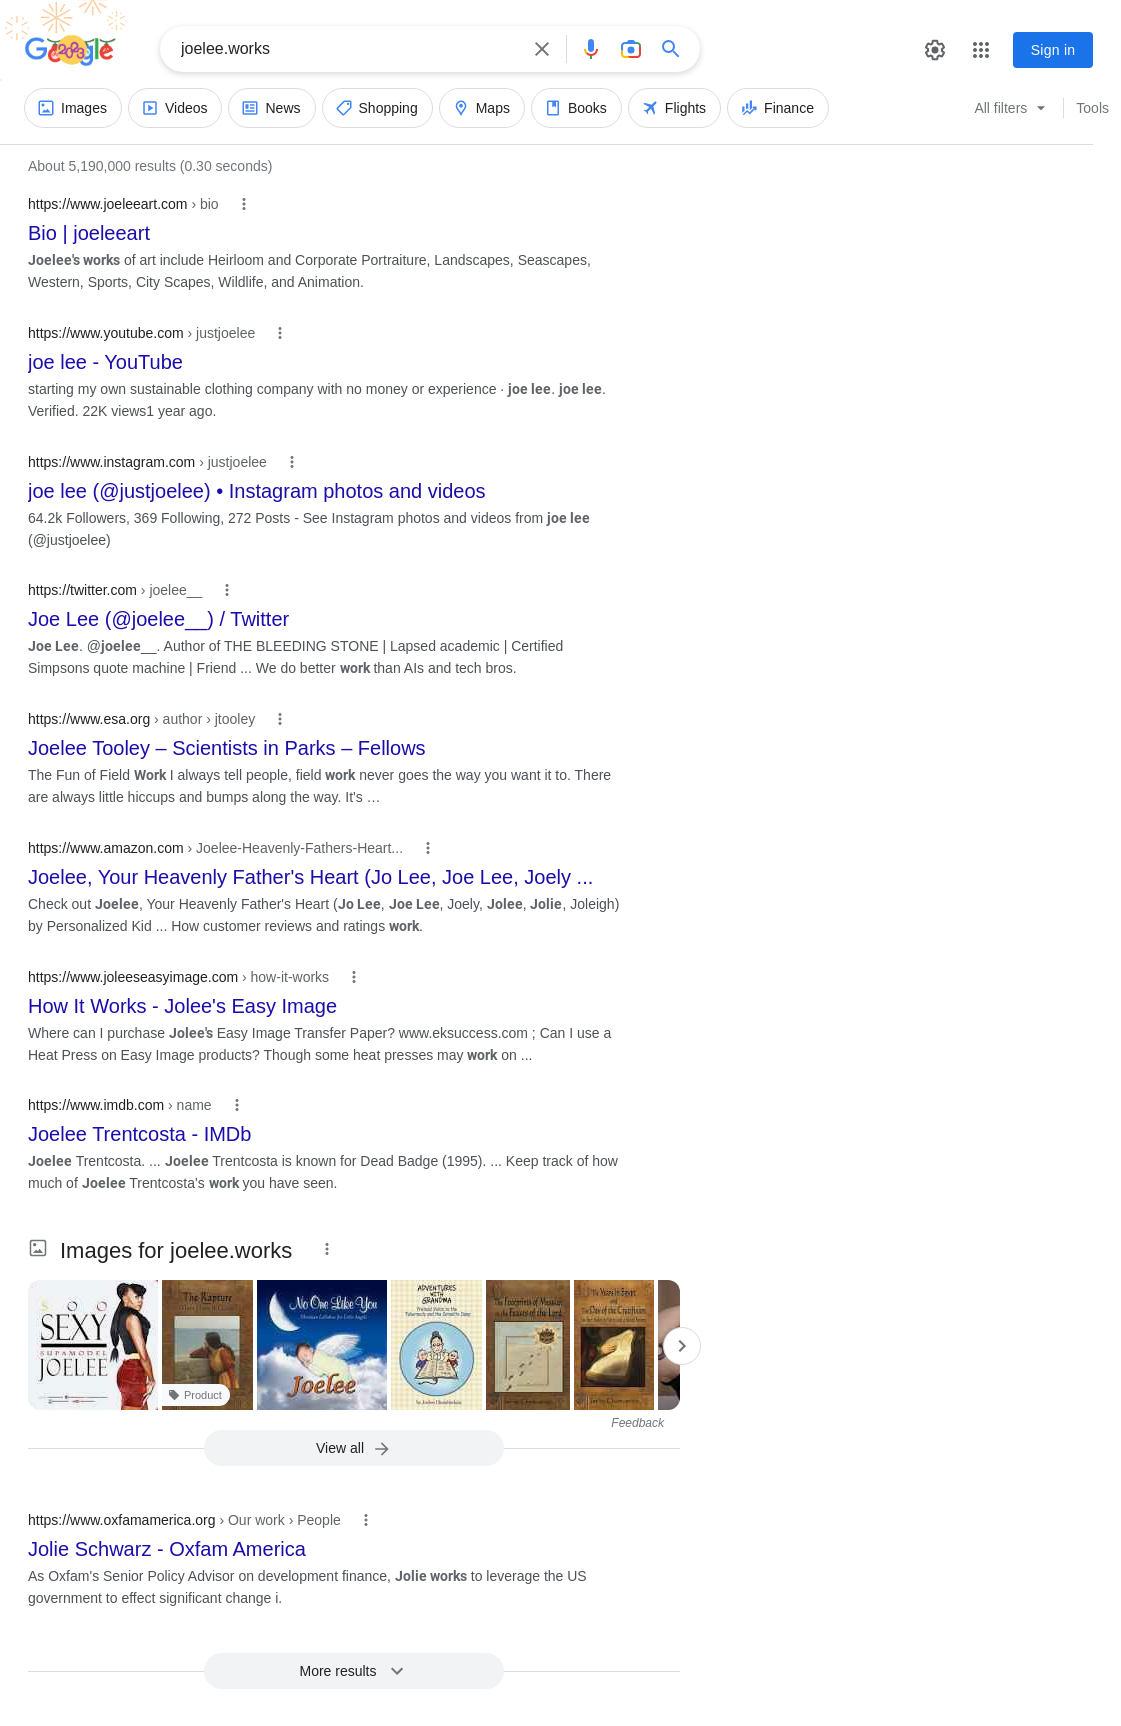 Google
joelee.works
Sign in
Images
Videos
News
Shopping
Maps
Books
Flights
Finance
All filters
Tools
About 5,190,000 results (0.30 seconds)
https://www.joeleeart.com › bio
Bio | joeleeart
Joelee's works of art include Heirloom and Corporate Portraiture, Landscapes, Seascapes,
Western, Sports, City Scapes, Wildlife, and Animation.
https://www.youtube.com › justjoelee
joe lee - YouTube
starting my own sustainable clothing company with no money or experience · joe lee. joe lee.
Verified. 22K views1 year ago.
https://www.instagram.com › justjoelee
joe lee (@justjoelee) • Instagram photos and videos
64.2k Followers, 369 Following, 272 Posts - See Instagram photos and videos from joe lee
(@justjoelee)
https://twitter.com › joelee__
Joe Lee (@joelee__) / Twitter
Joe Lee. @joelee__. Author of THE BLEEDING STONE | Lapsed academic | Certified
Simpsons quote machine | Friend ... We do better work than AIs and tech bros.
https://www.esa.org › author › jtooley
Joelee Tooley – Scientists in Parks – Fellows
The Fun of Field Work I always tell people, field work never goes the way you want it to. There
are always little hiccups and bumps along the way. It's …
https://www.amazon.com › Joelee-Heavenly-Fathers-Heart...
Joelee, Your Heavenly Father's Heart (Jo Lee, Joe Lee, Joely ...
Check out Joelee, Your Heavenly Father's Heart (Jo Lee, Joe Lee, Joely, Jolee, Jolie, Joleigh)
by Personalized Kid ... How customer reviews and ratings work.
https://www.joleeseasyimage.com › how-it-works
How It Works - Jolee's Easy Image
Where can I purchase Jolee's Easy Image Transfer Paper? www.eksuccess.com ; Can I use a
Heat Press on Easy Image products? Though some heat presses may work on ...
https://www.imdb.com › name
Joelee Trentcosta - IMDb
Joelee Trentcosta. ... Joelee Trentcosta is known for Dead Badge (1995). ... Keep track of how
much of Joelee Trentcosta's work you have seen.
Images for joelee.works
SOO
SEXY
SUPAMODEL
JOELEE
The Rapture
Product
No One Like You
Joelee
ADVENTURES
WITH
GRANDMA
The Footprints of Messiah
in the Feasts of the Lord
The Years in Egypt
and
The Day of the Crucifixion
Feedback
View all
https://www.oxfamamerica.org › Our work › People
Jolie Schwarz - Oxfam America
As Oxfam's Senior Policy Advisor on development finance, Jolie works to leverage the US
government to effect significant change i.
More results